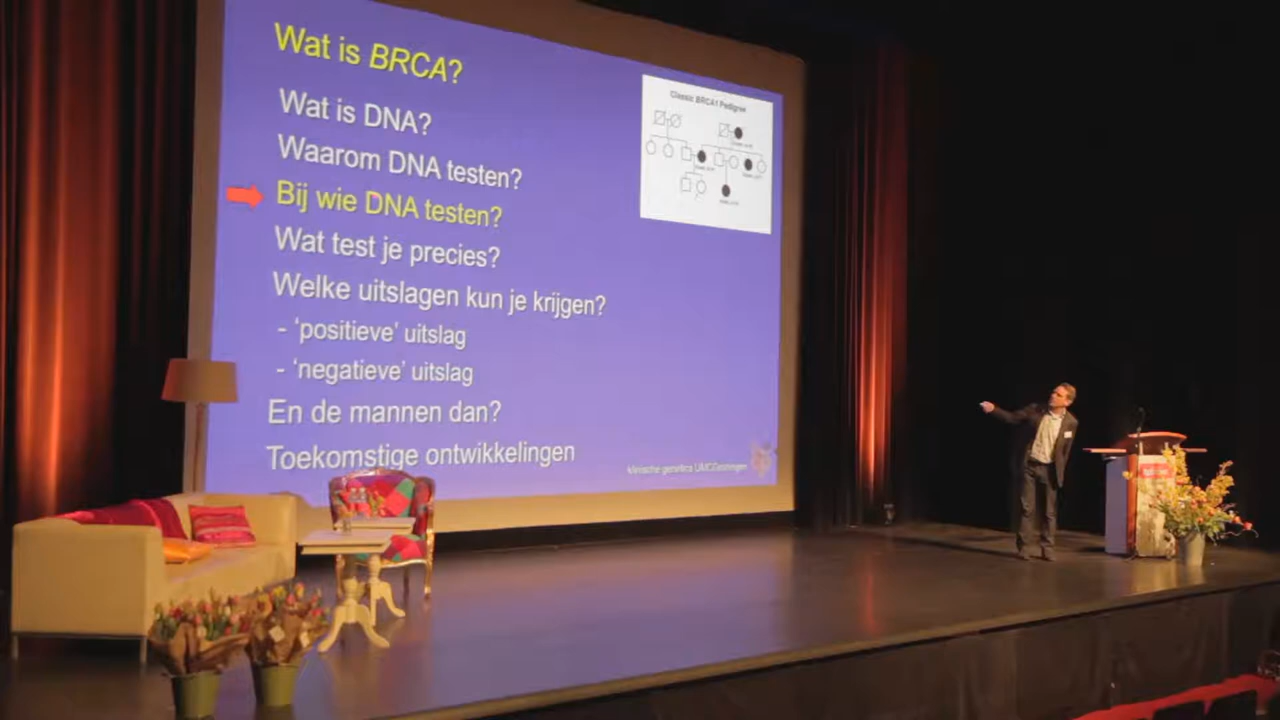 Wat is BRCA?
Classic BRCA1 Pedigree
Wat is DNA?
Waarom DNA testen?
Bij wie DNA testen?
Wat test je precies?
Welke uitslagen kun je krijgen?
- ‘positieve’ uitslag
- ‘negatieve’ uitslag
En de mannen dan?
Toekomstige ontwikkelingen
klinische genetica UMCGroningen